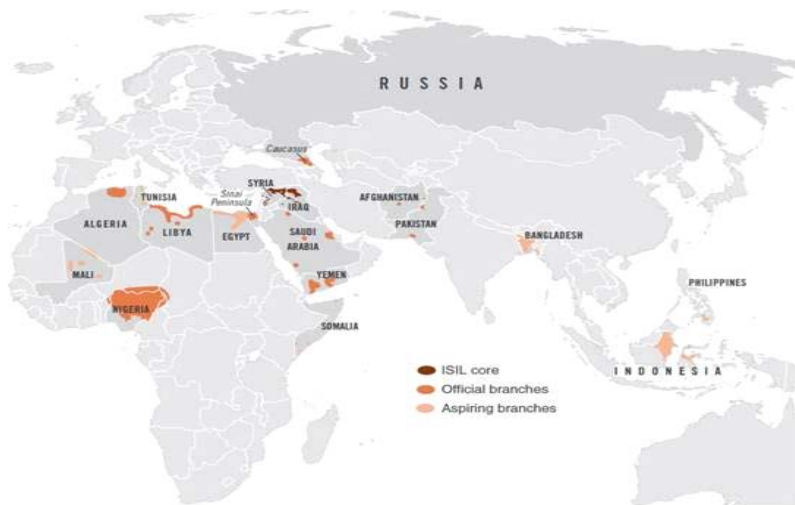 RUSSIA
Caucasus
SYRIA
Sinai
Peninsula
TUNISIA
IRAQ
AFGHANISTAN
ALGERIA
LIBYA
EGYPT
SAUDI
ARABIA
PAKISTAN
BANGLADESH
MALI
YEMEN
PHILIPPINES
NIGERIA
SOMALIA
INDONESIA
ISIL core
Official branches
Aspiring branches